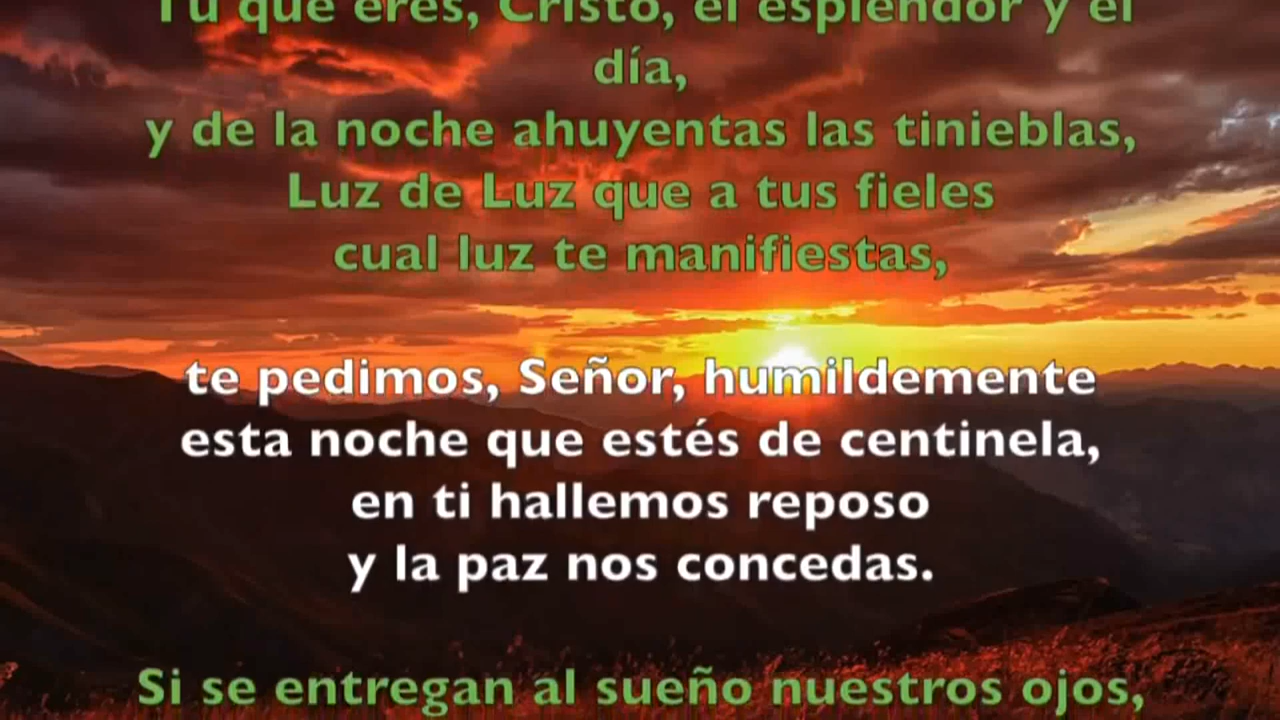 Tú que eres, Cristo, el esplendor y el
día,
y de la noche ahuyentas las tinieblas,
Luz de Luz que a tus fieles
cual luz te manifiestas,
te pedimos, Señor, humildemente
esta noche que estés de centinela,
en ti hallemos reposo
y la paz nos concedas.
Si se entregan al sueño nuestros ojos,